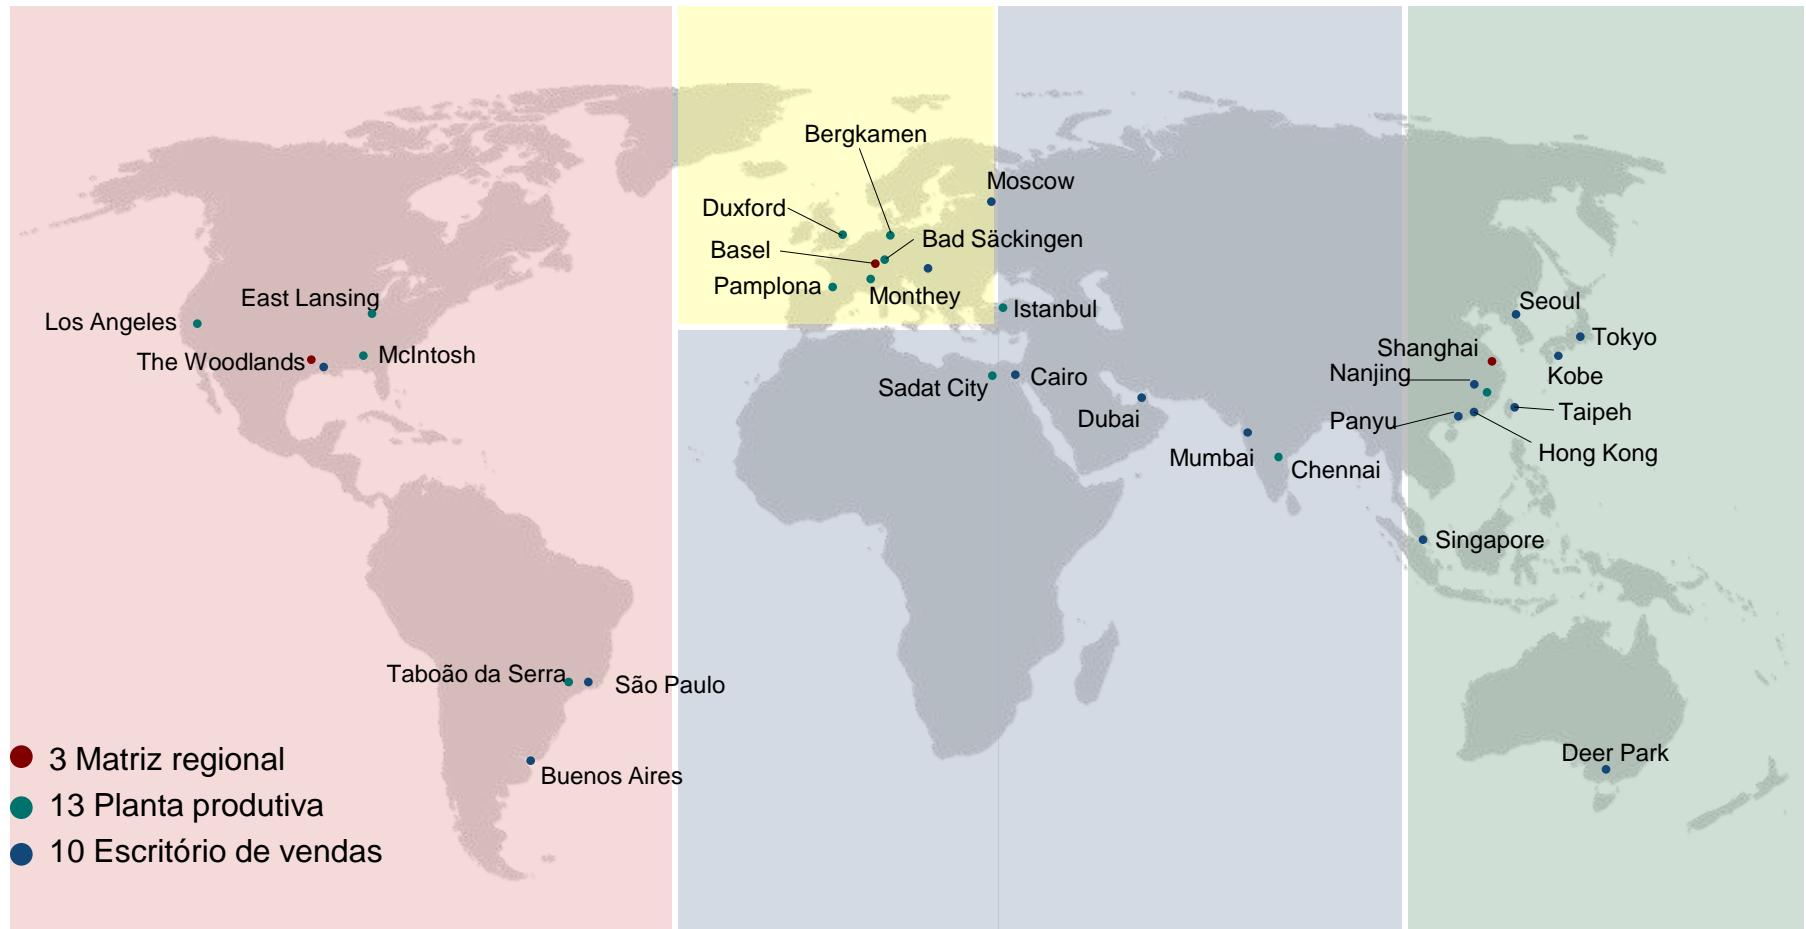 Bergkamen
Moscow
Duxford
Bad Säckingen
Basel
Pamplona
Monthey
Istanbul
East Lansing
Los Angeles
The Woodlands
McIntosh
Seoul
Tokyo
Shanghai
Nanjing
Kobe
Sadat City
Cairo
Dubai
Panyu
Taipeh
Mumbai
Chennai
Hong Kong
Singapore
Taboão da Serra
São Paulo
Buenos Aires
Deer Park
3 Matriz regional
13 Planta produtiva
10 Escritório de vendas